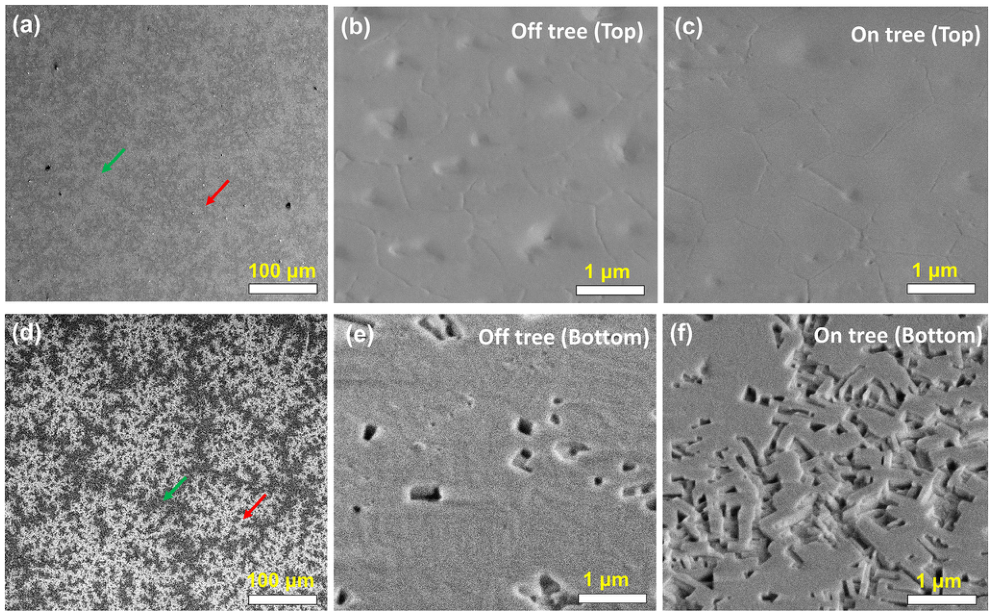 (a)
100 μm
(b)
Off tree (Top)
1 μm
(c)
On tree (Top)
1 μm
(d)
100 μm
(e)
Off tree (Bottom)
1 μm
(f)
On tree (Bottom)
1 μm